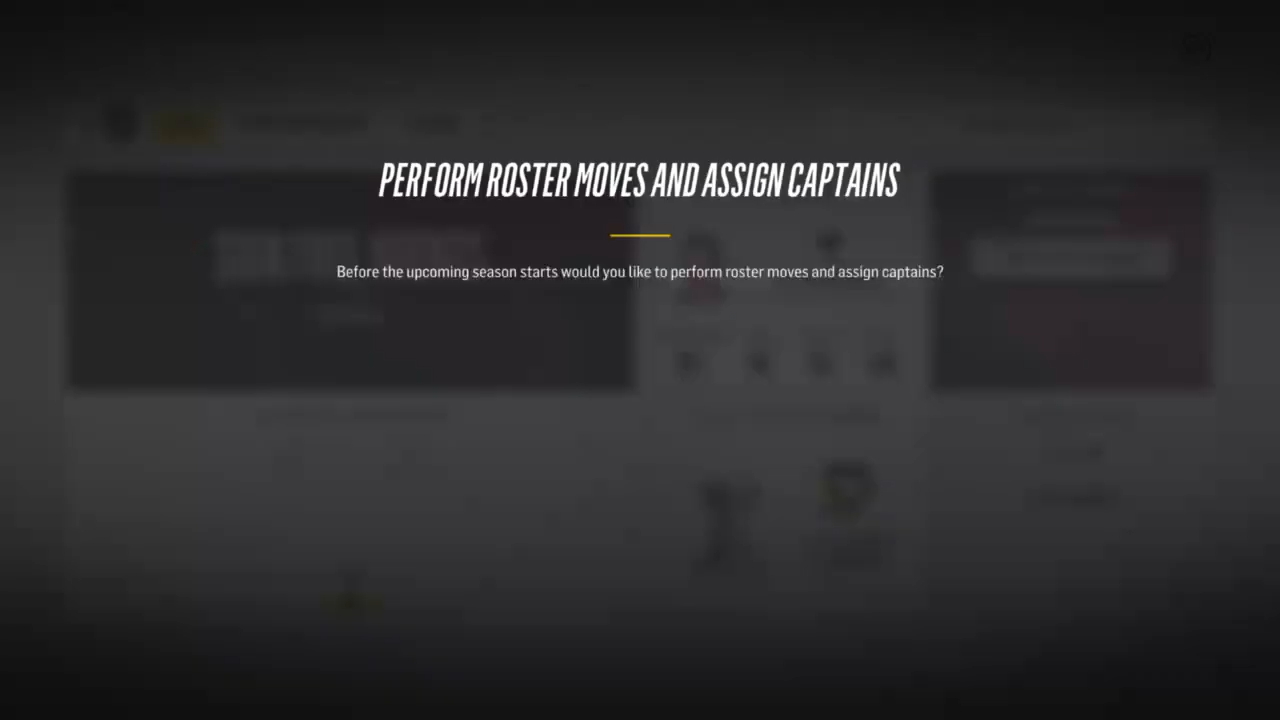 PERFORM ROSTER MOVES AND ASSIGN CAPTAINS
Before the upcoming season starts would you like to perform roster moves and assign captains?